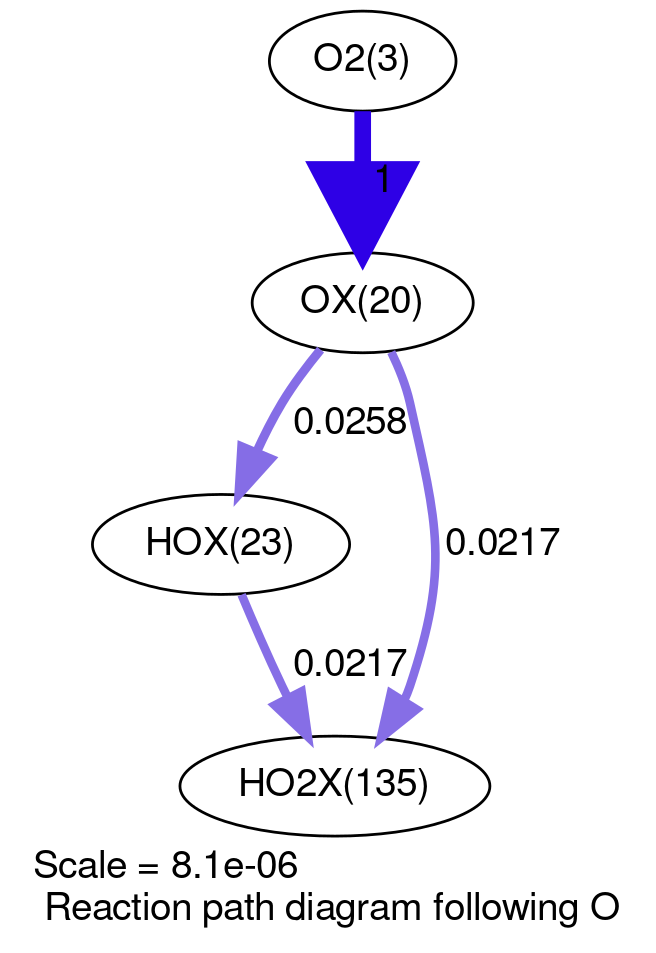 O2(3)
1
OX(20)
0.0258
HOX(23)
0.0217
0.0217
HO2X(135)
Scale = 8.1e-06
Reaction path diagram following O